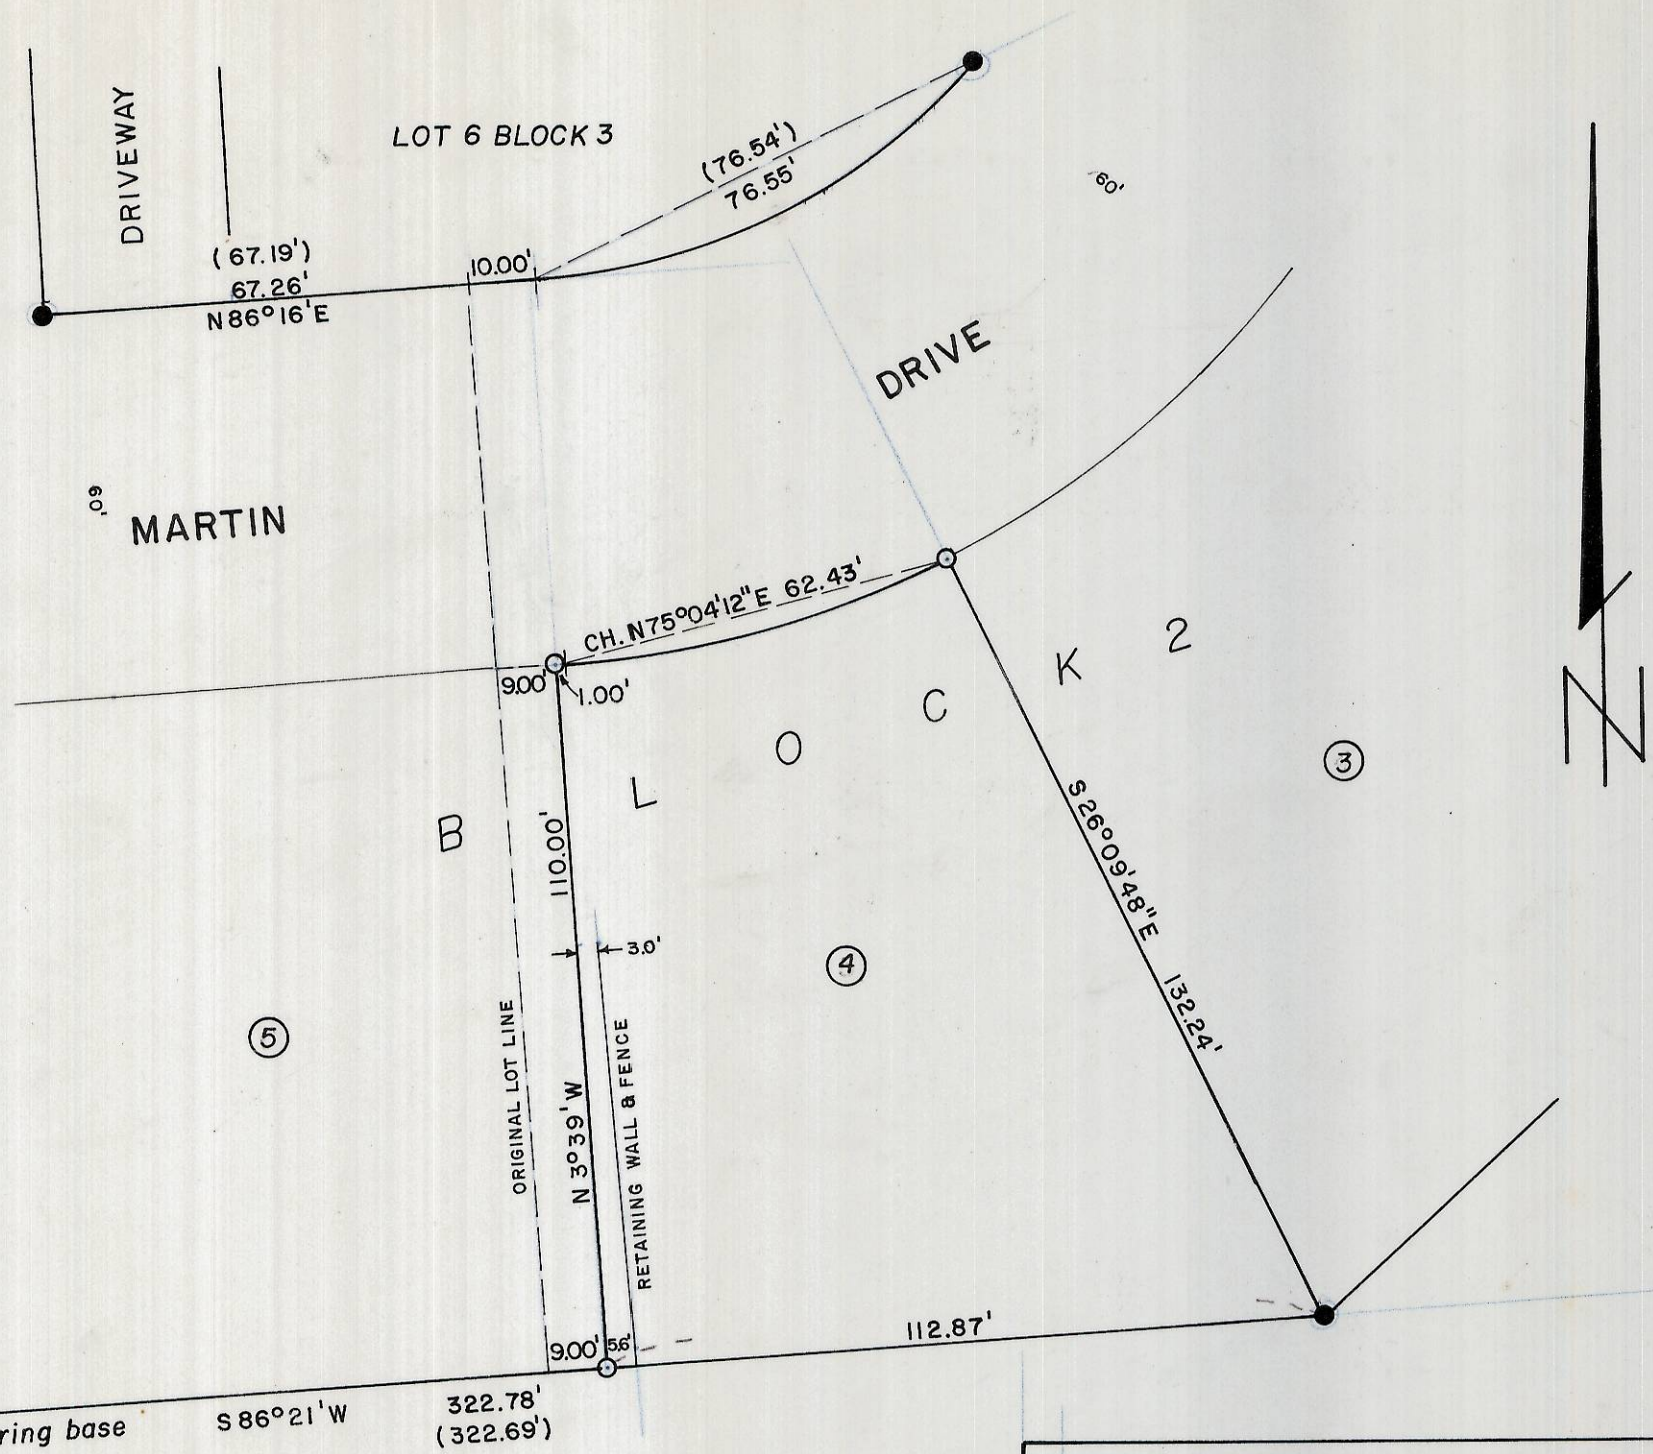 DRIVEWAY
LOT 6 BLOCK 3
(76.54')
76.55'
60'
(67.19')
67.26'
N86°16'E
10.00'
DRIVE
60'
MARTIN
CH. N75°04'12"E 62.43'
9.00'
1.00'
B L O C K 2
3
110.00'
S26°09'48"E 132.24'
3.0'
4
5
ORIGINAL LOT LINE
N 3°39'W
RETAINING WALL & FENCE
N
9.00'
5.6'
112.87'
ring base
S86°21'W
322.78'
(322.69')